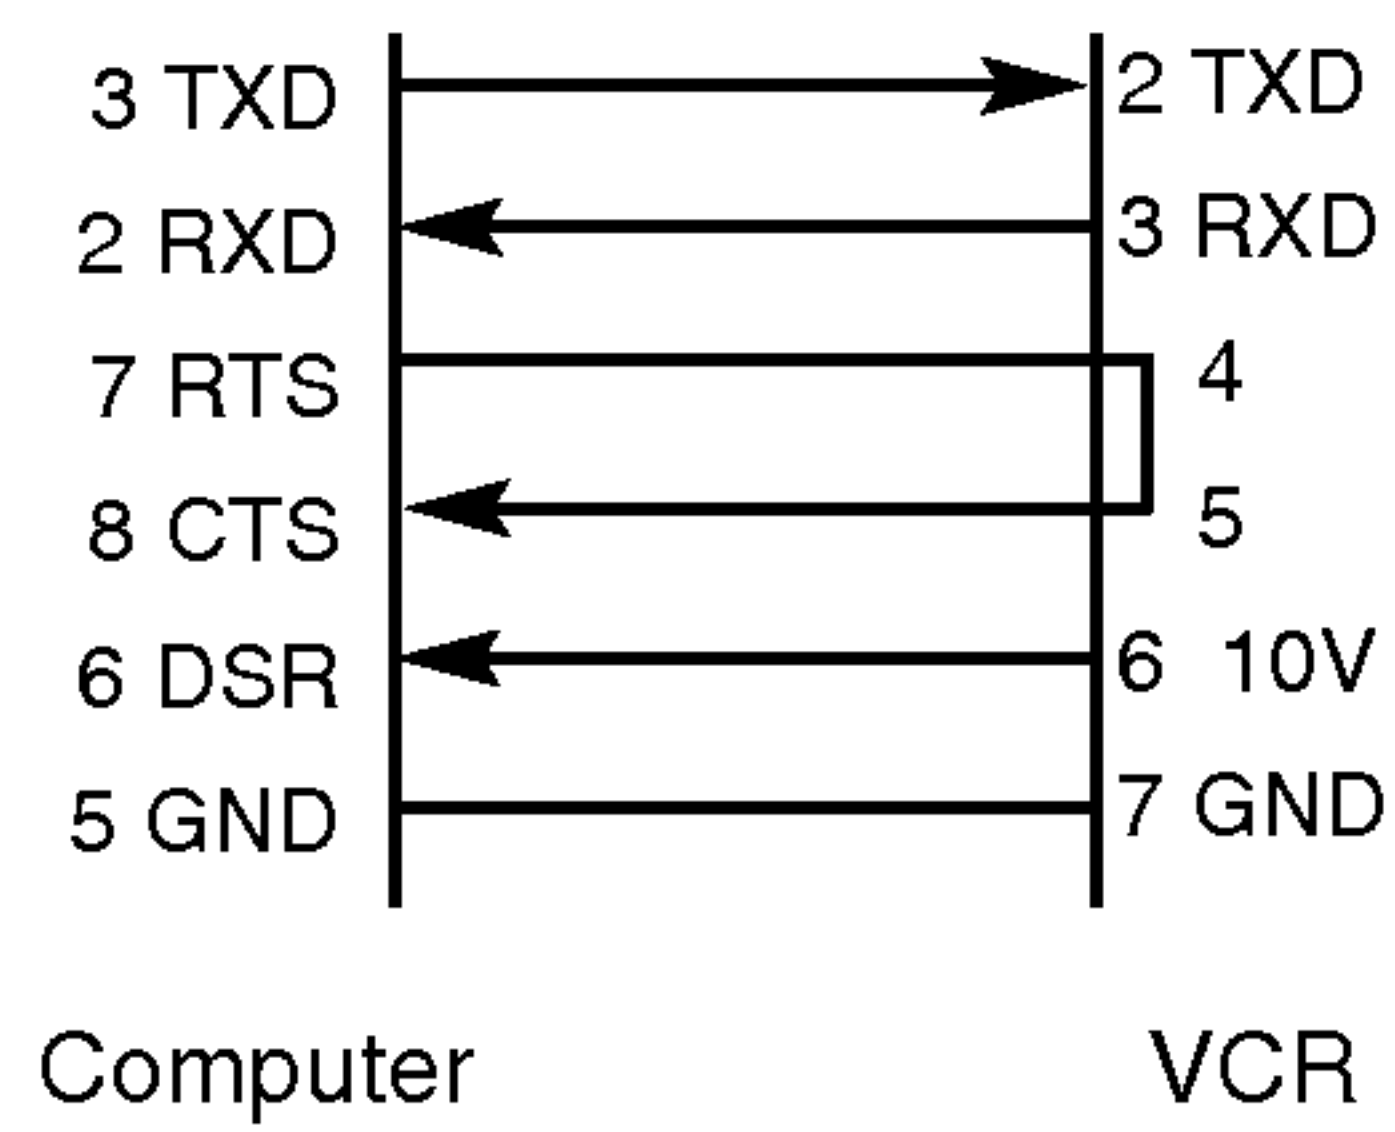 3 TXD 2 TXD
2 RXD 3 RXD
7 RTS 4
8 CTS 5
6 DSR 6 10V
5 GND 7 GND
Computer VCR